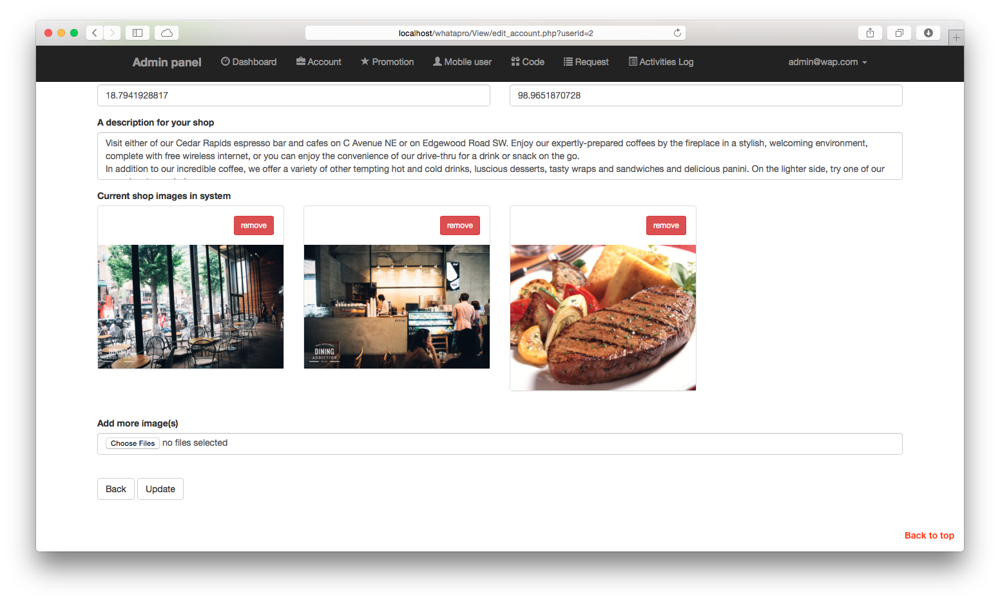 localhost/whatapro/View/edit_account.php?userId=2
Admin panel Dashboard Account Promotion Mobile user Code Request Activities Log admin@wap.com
18.7941928817 98.9651870728
A description for your shop
Visit either of our Cedar Rapids espresso bar and cafes on C Avenue NE or on Edgewood Road SW. Enjoy our expertly-prepared coffees by the fireplace in a stylish, welcoming environment,
complete with free wireless internet, or you can enjoy the convenience of our drive-thru for a drink or snack on the go.
In addition to our incredible coffee, we offer a variety of other tempting hot and cold drinks, luscious desserts, tasty wraps and sandwiches and delicious panini. On the lighter side, try one of our
Current shop images in system
remove remove remove
pick up
DINING
ADDICTION
DINING
ADDICTION
Add more image(s)
Choose Files no files selected
Back Update
Back to top